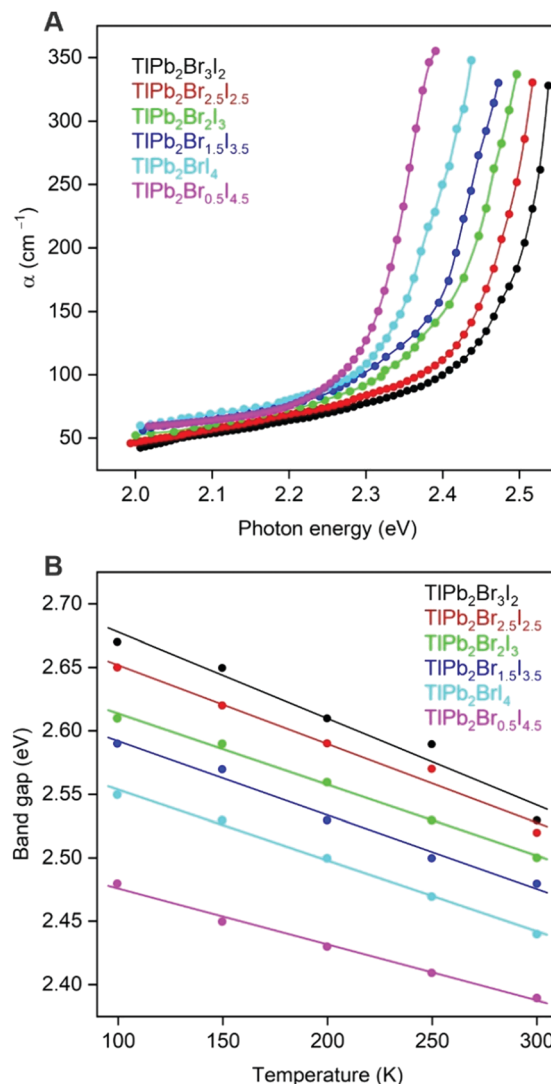 A
350
300
250
200
150
100
50
α (cm⁻¹)
TlPb₂Br₃I₂
TlPb₂Br₂.₅I₂.₅
TlPb₂Br₂I₃
TlPb₂Br₁.₅I₃.₅
TlPb₂BrI₄
TlPb₂Br₀.₅I₄.₅
2.0 2.1 2.2 2.3 2.4 2.5
Photon energy (eV)
B
2.70
2.65
2.60
2.55
2.50
2.45
2.40
Band gap (eV)
TlPb₂Br₃I₂
TlPb₂Br₂.₅I₂.₅
TlPb₂Br₂I₃
TlPb₂Br₁.₅I₃.₅
TlPb₂BrI₄
TlPb₂Br₀.₅I₄.₅
100 150 200 250 300
Temperature (K)